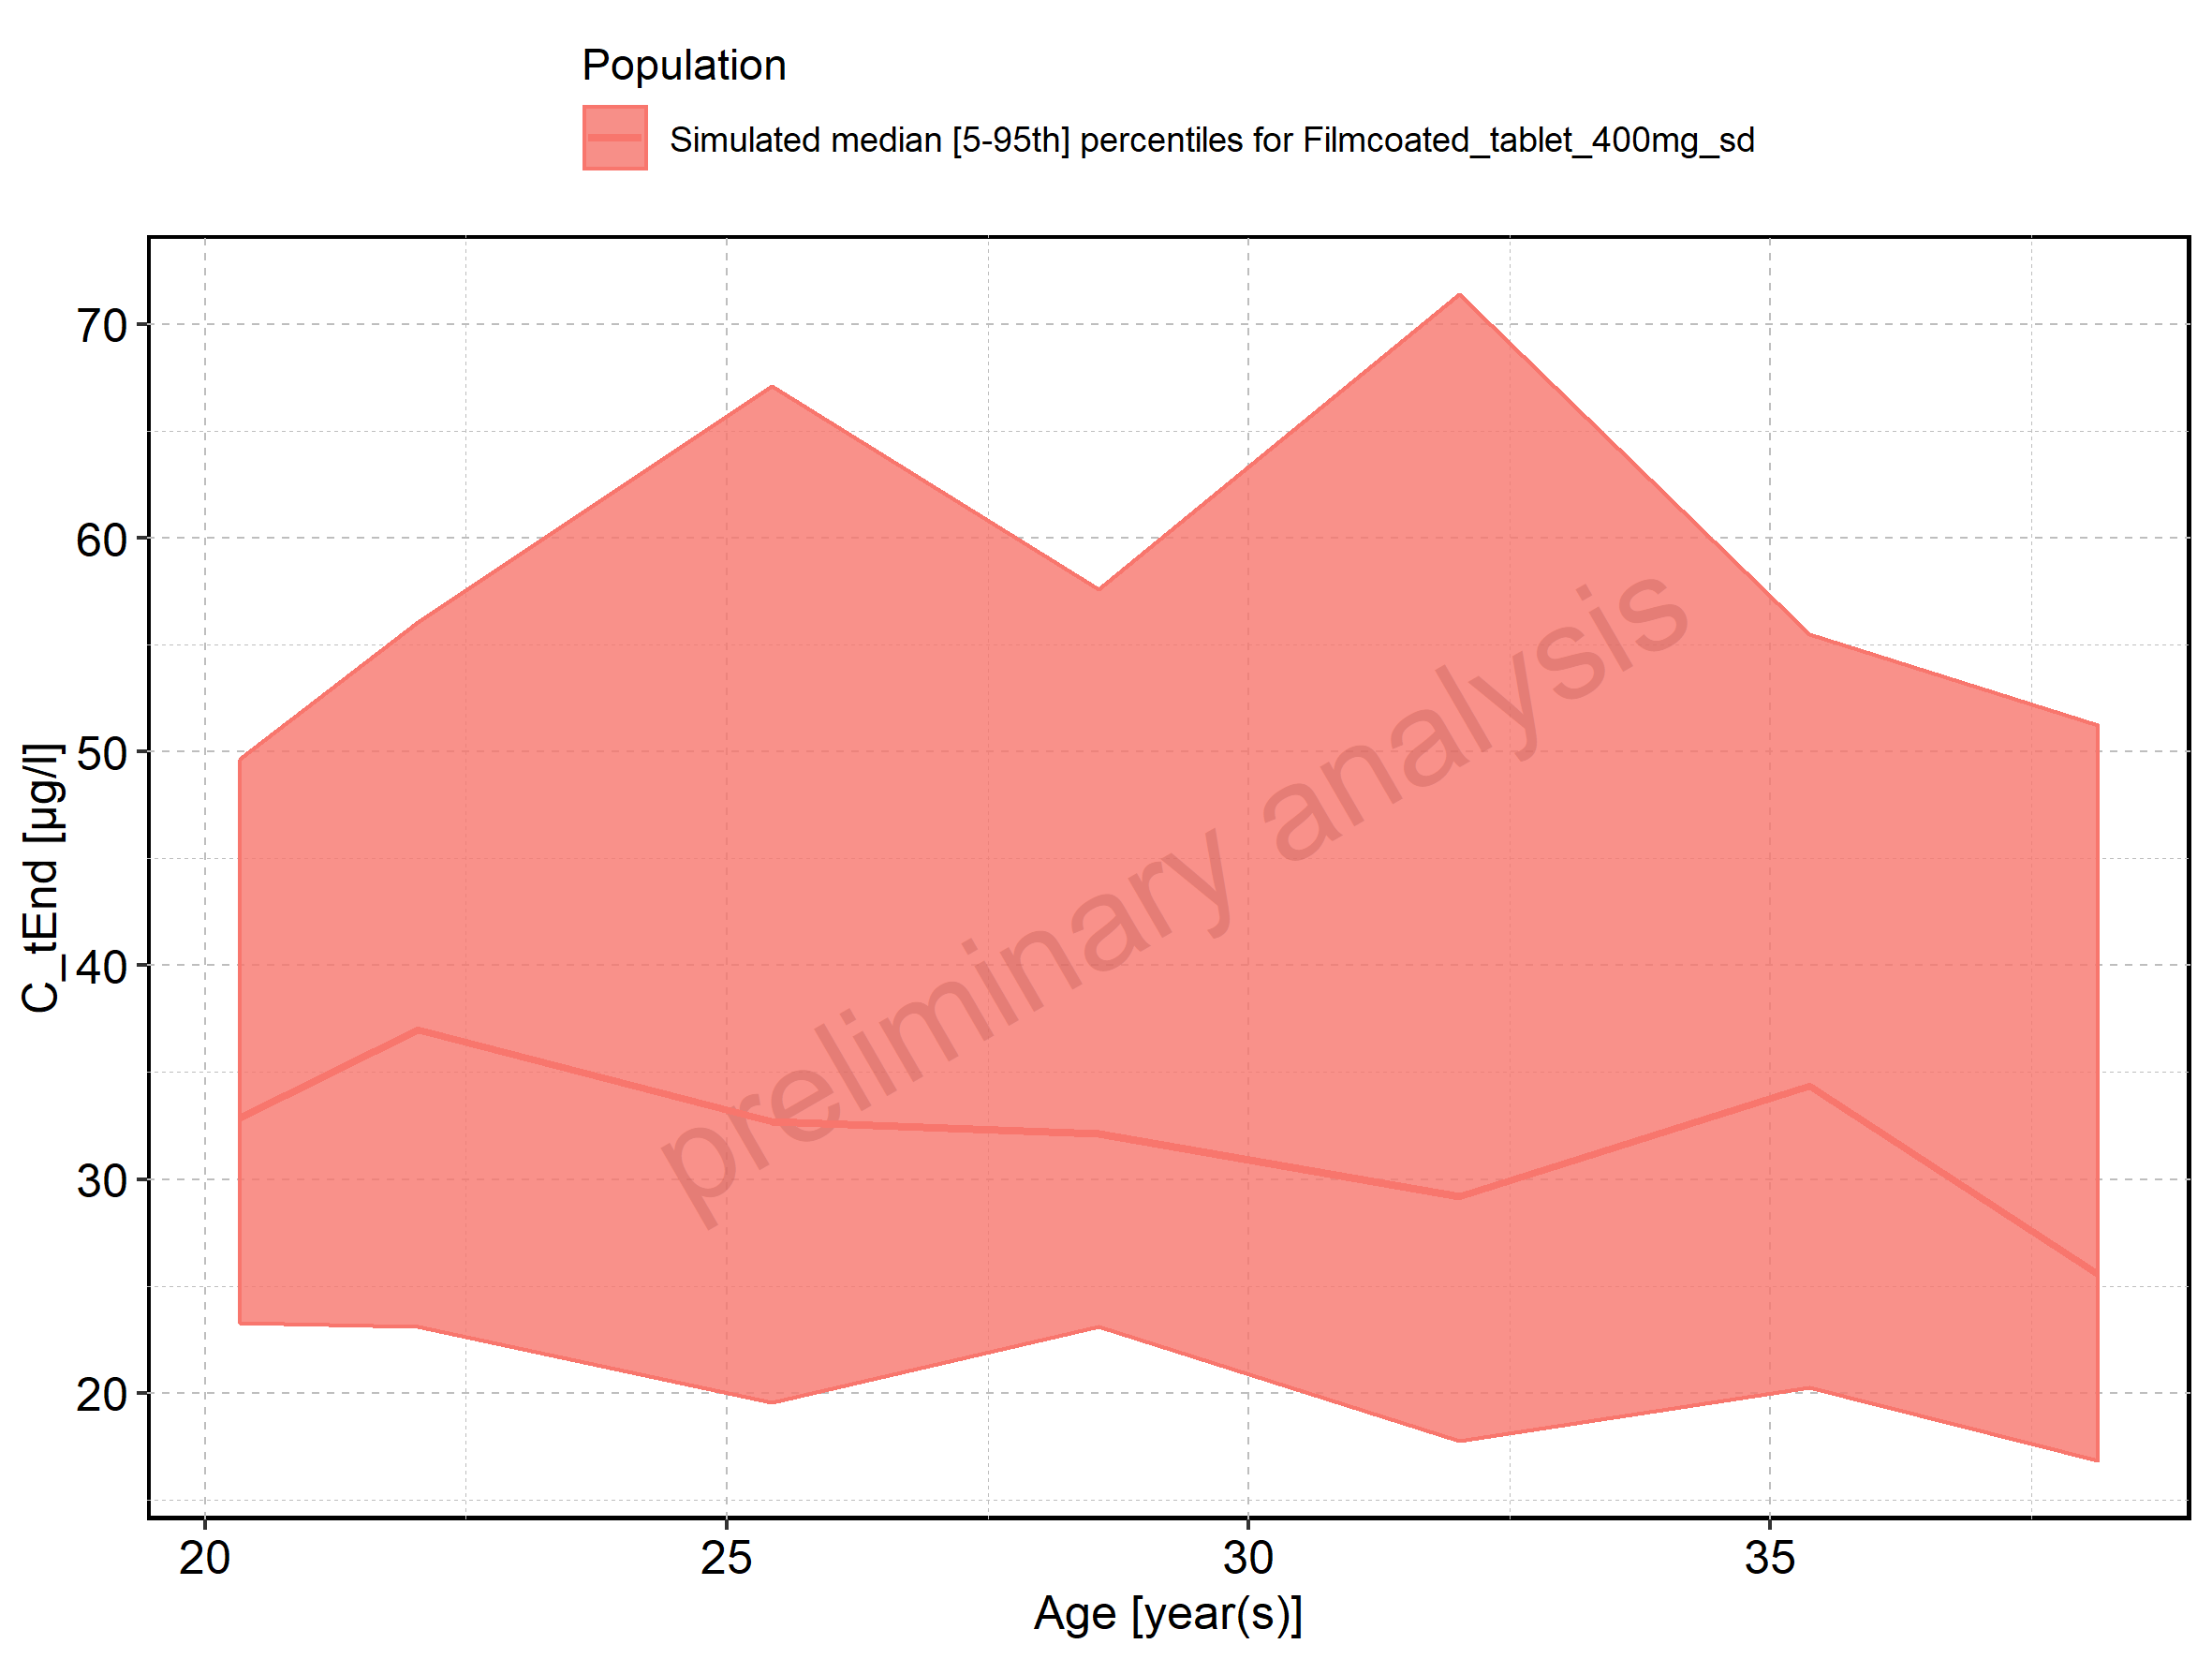 Population
Simulated median [5-95th] percentiles for Filmcoated_tablet_400mg_sd
70
60
50
40
30
20
C_tEnd [µg/l]
preliminary analysis
20 25 30 35
Age [year(s)]